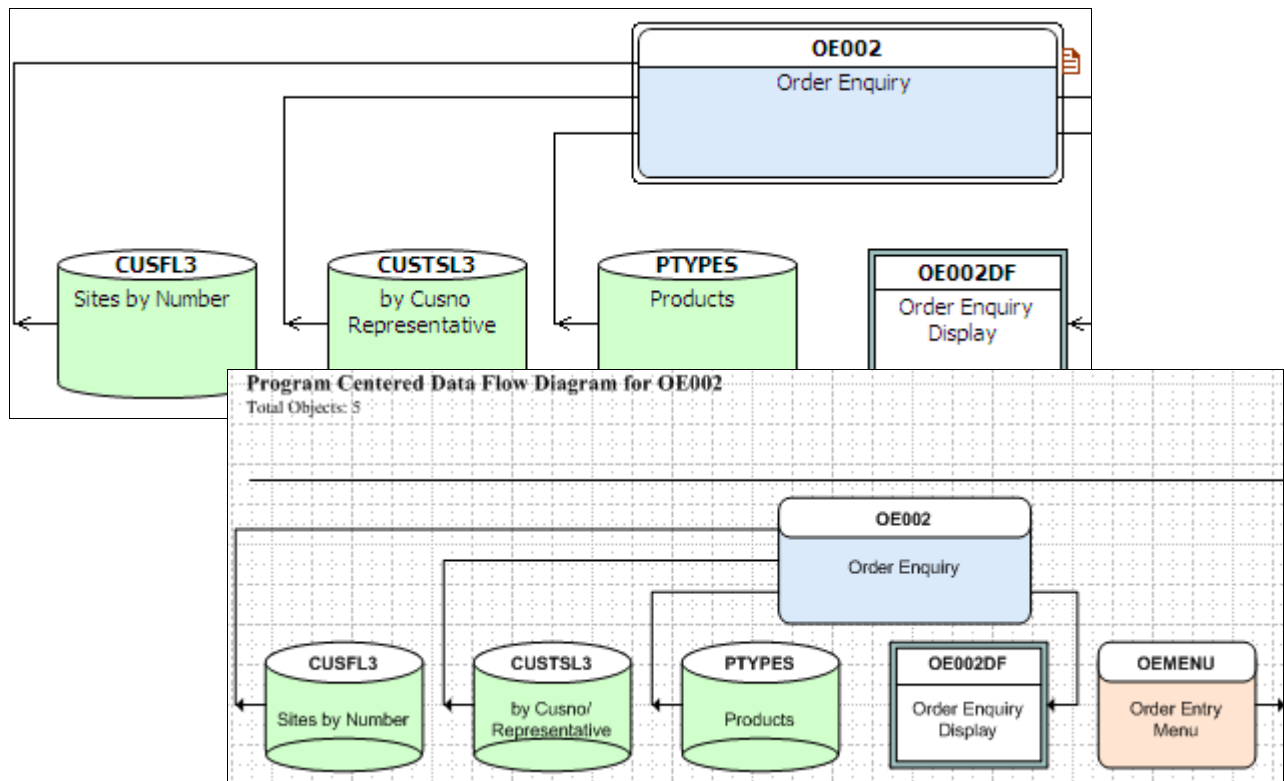 OE002
Order Enquiry
CUSFL3
Sites by Number
CUSTSL3
by Cusno
Representative
PTYPES
Products
OE002DF
Order Enquiry
Display
Program Centered Data Flow Diagram for OE002
Total Objects: 5
OE002
Order Enquiry
CUSFL3
Sites by Number
CUSTSL3
by Cusno/
Representative
PTYPES
Products
OE002DF
Order Enquiry
Display
OEMENU
Order Entry
Menu